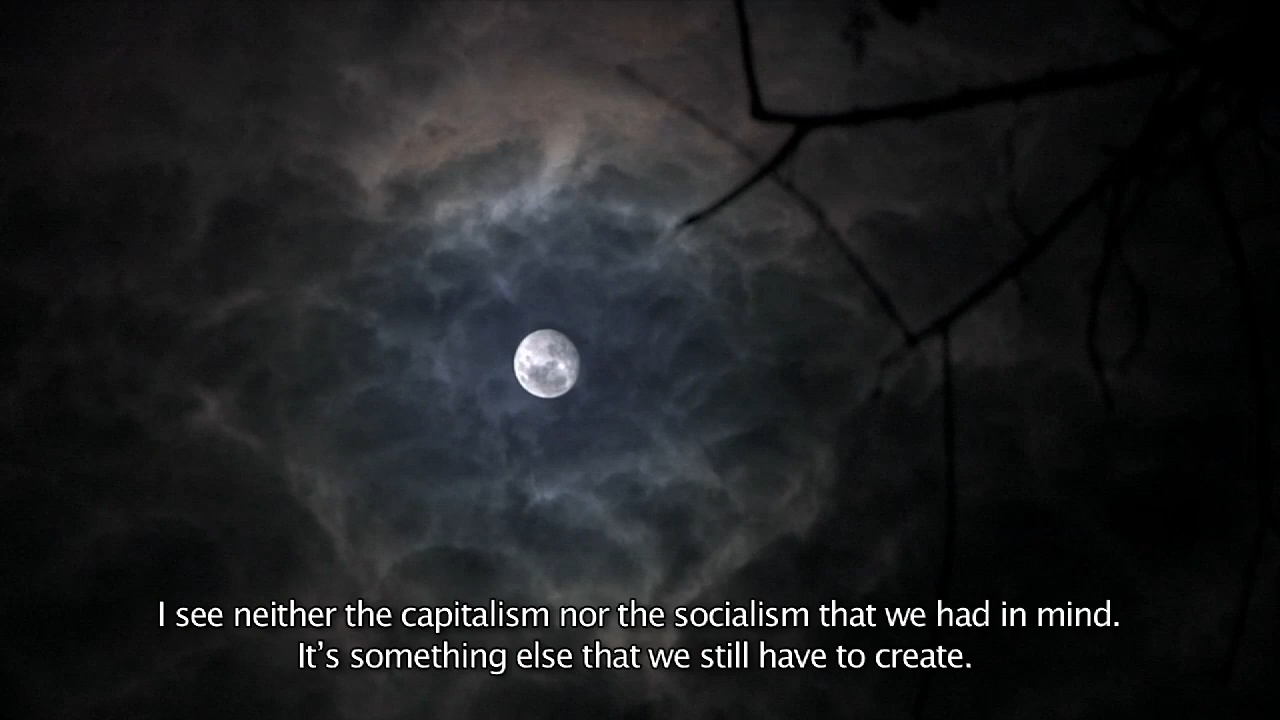 I see neither the capitalism nor the socialism that we had in mind.
It’s something else that we still have to create.